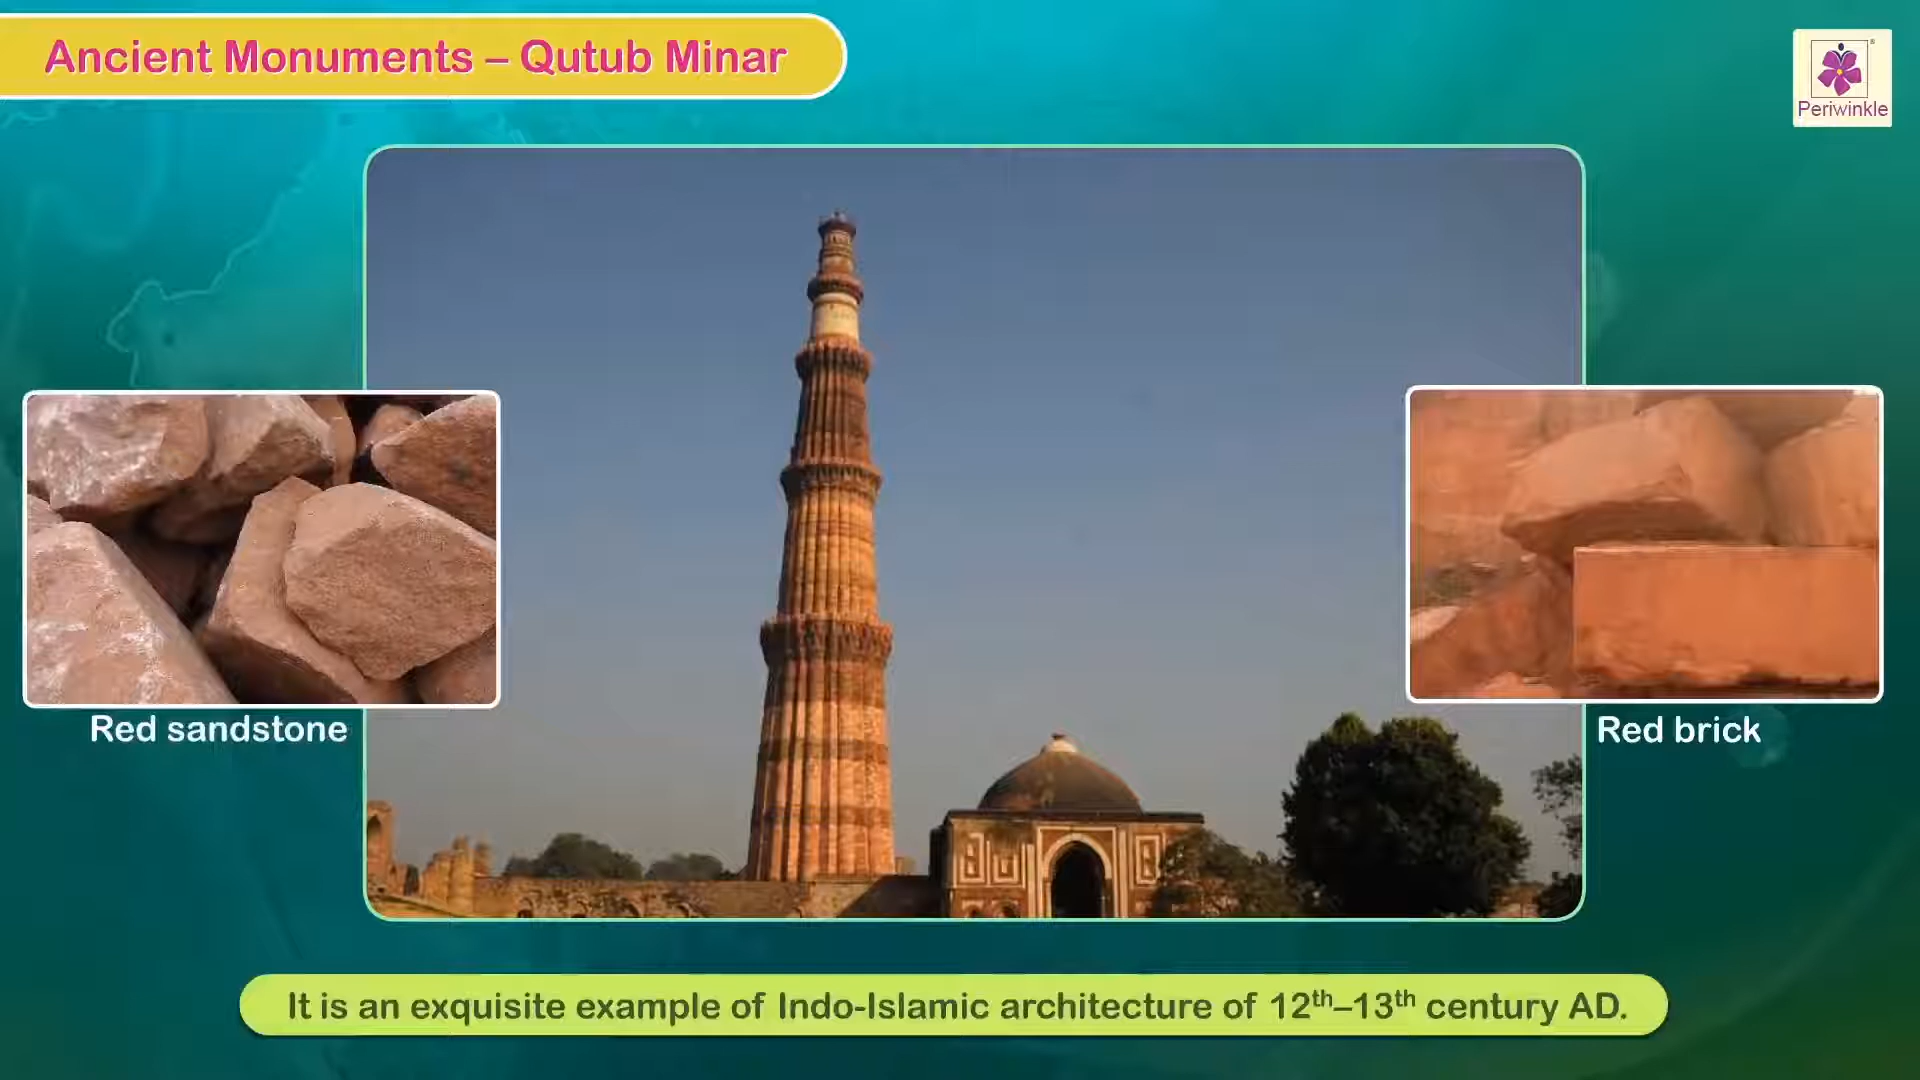 Ancient Monuments – Qutub Minar
Periwinkle
Red sandstone
Red brick
It is an exquisite example of Indo-Islamic architecture of 12th–13th century AD.